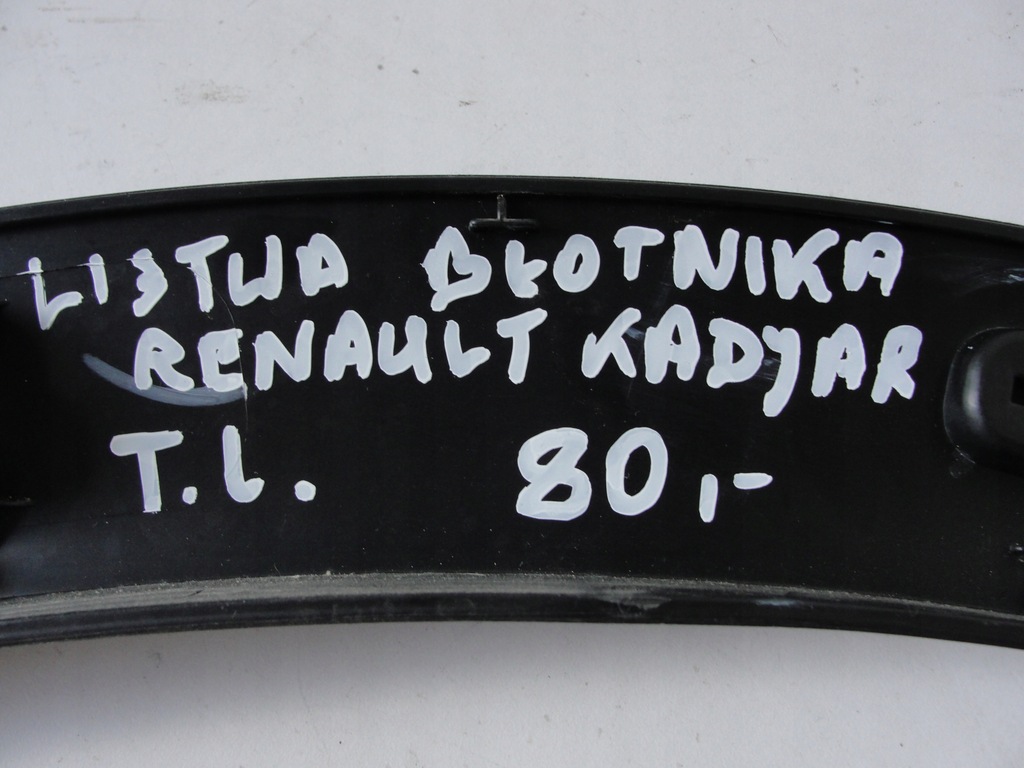 LISTWA BŁOTNIKA
RENAULT KADJAR
T.L. 80,-